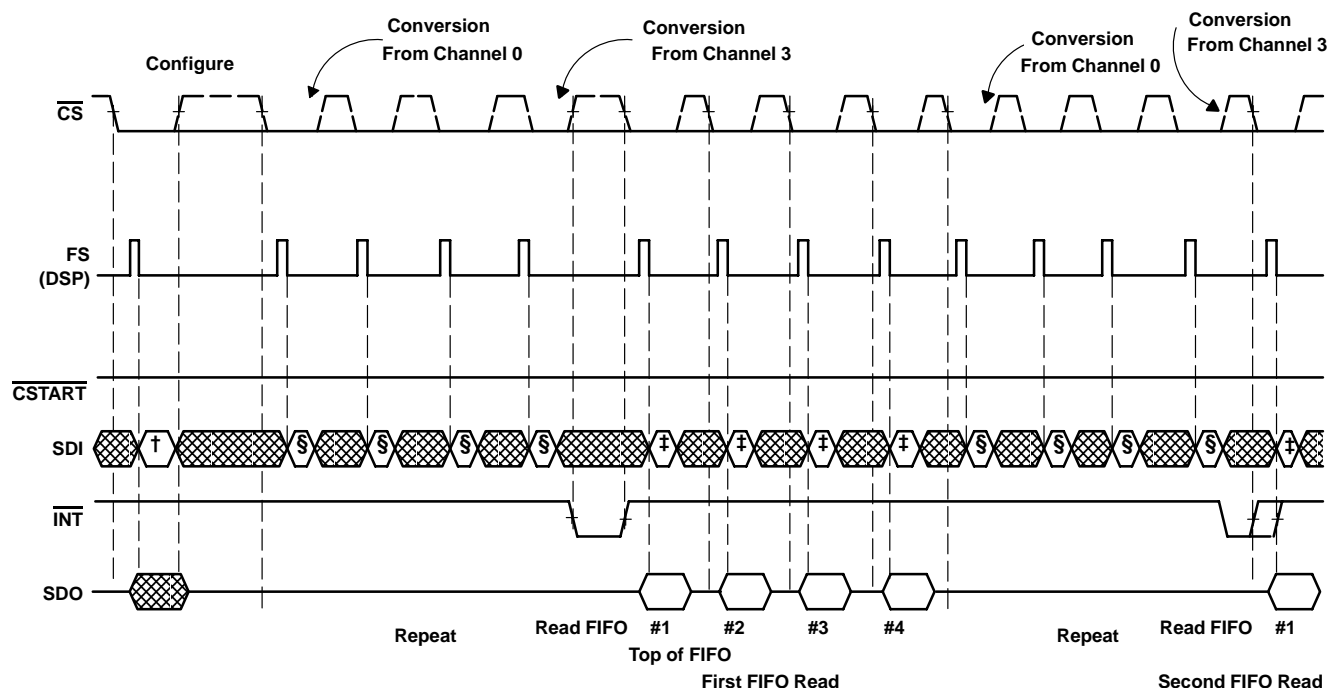 Conversion
From Channel 0
Conversion
From Channel 3
Conversion
From Channel 0
Conversion
From Channel 3
Configure
CS
FS
(DSP)
CSTART
SDI
† § § § § ‡ ‡ ‡ ‡ § § § § ‡
INT
SDO
Repeat
Read FIFO #1 #2 #3 #4
Repeat
Read FIFO #1
Top of FIFO
First FIFO Read
Second FIFO Read